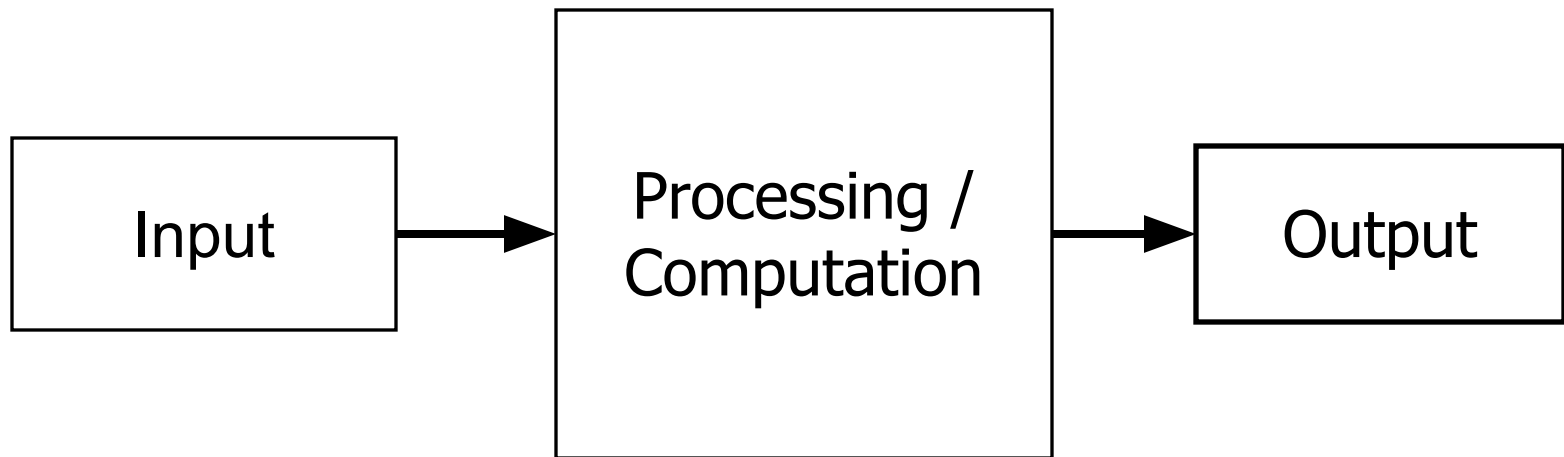 Input
Processing /
Computation
Output